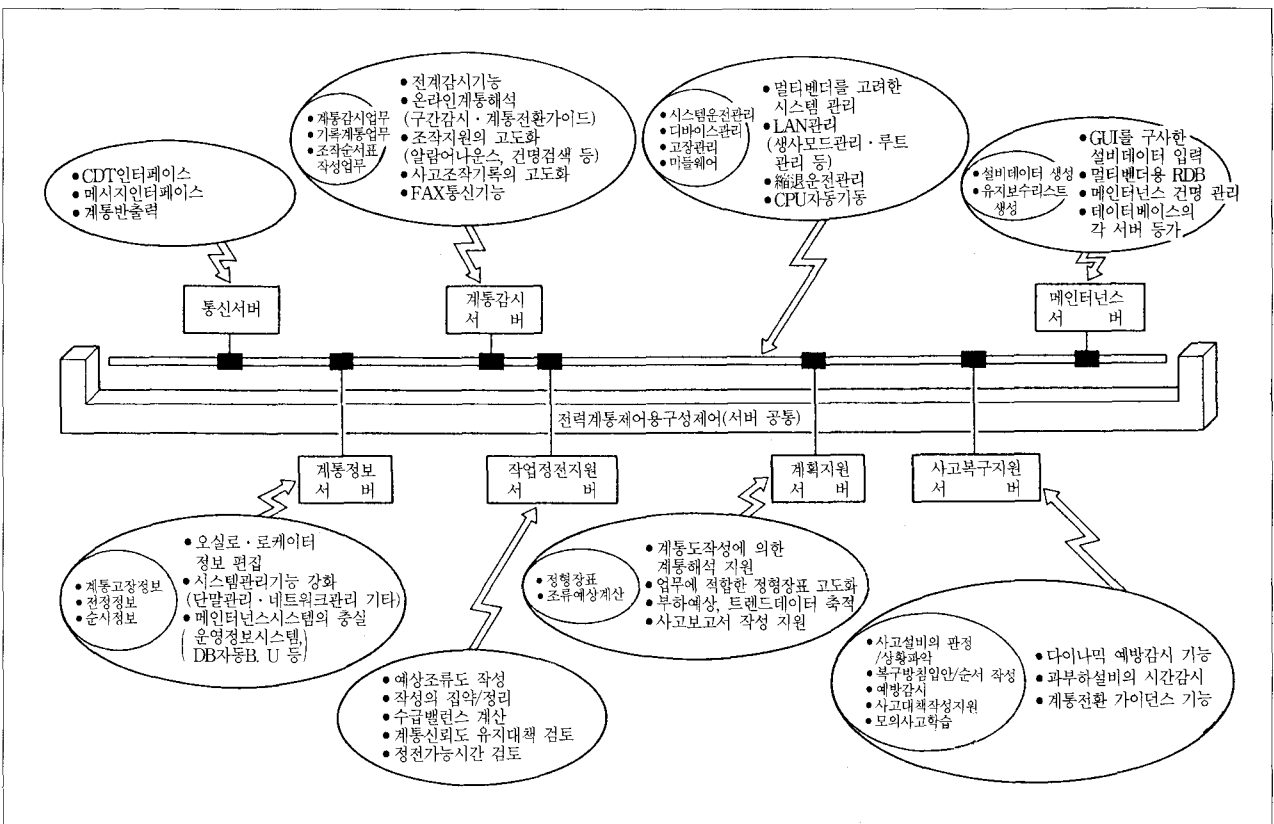 • CDT인터페이스
• 메시지인터페이스
• 계통반출력
• 계통감시업무
• 기록계통업무
• 조작순서표
작성업무
• 전계감시기능
• 온라인계통해석
(구간감시·계통전환가이드)
• 조작지원의 고도화
(알람어나운스, 건명검색 등)
• 사고조작기록의 고도화
• FAX통신기능
• 시스템운전관리
• 디바이스관리
• 고장관리
• 미들웨어
• 멀티벤더를 고려한
시스템 관리
• LAN관리
(생사모드관리·루트
관리 등)
• 縮退운전관리
• CPU자동기동
• 설비데이터 생성
• 유지보수리스트
생성
• GUI를 구사한
설비데이터 입력
• 멀티벤더용 RDB
• 메인터넌스 건명 관리
• 데이터베이스의
각 서버 등가
통신서버
계통감시
서 버
메인터넌스
서 버
전력계통제어용구성제어(서버 공통)
계통정보
서 버
작업정전지원
서 버
계획지원
서 버
사고복구지원
서 버
• 계통고장정보
• 전정정보
• 순시정보
• 오실로·로케이터
정보 편집
• 시스템관리기능 강화
(단말관리·네트워크관리 기타)
• 메인터넌스시스템의 충실
(운영정보시스템,
DB자동B. U 등)
• 예상조류도 작성
• 작성의 집약/정리
• 수급밸런스 계산
• 계통신뢰도 유지대책 검토
• 정전가능시간 검토
• 정형장표
• 조류예상계산
• 계통도작성에 의한
계통해석 지원
• 업무에 적합한 정형장표 고도화
• 부하예상, 트렌드데이터 축적
• 사고보고서 작성 지원
• 사고설비의 판정
/상황파악
• 복구방침입안/순서 작성
• 예방감시
• 사고대책작성지원
• 모의사고학습
• 다이나믹 예방감시 기능
• 과부하설비의 시간감시
• 계통전환 가이던스 기능